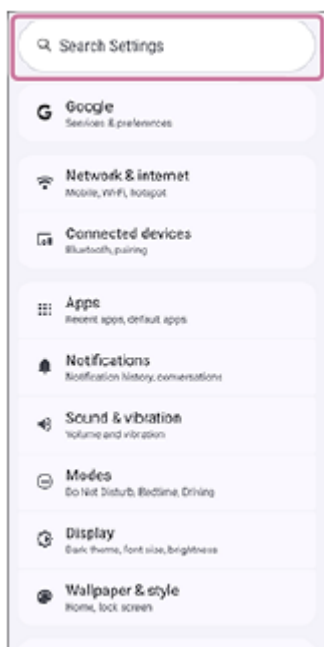 Search Settings
Google
Services & preferences
Network & internet
Mobile, Wi-Fi, hotspot
Connected devices
Bluetooth, pairing
Apps
Recent apps, default apps
Notifications
Notification history, conversations
Sound & vibration
Volume and vibration
Modes
Do Not Disturb, Bedtime, Driving
Display
Dark theme, font size, brightness
Wallpaper & style
Home, lock screen